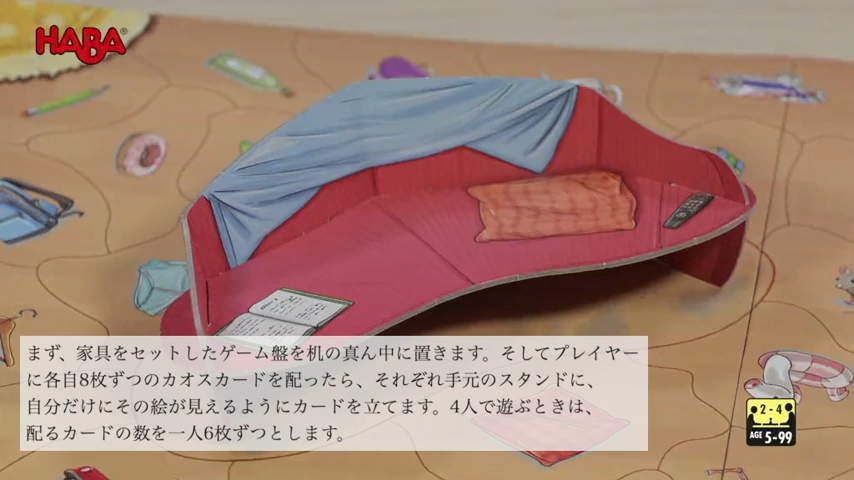 HABA®
まず、家具をセットしたゲーム盤を机の真ん中に置きます。そしてプレイヤー
に各自8枚ずつのカオスカードを配ったら、それぞれ手元のスタンドに、
自分だけにその絵が見えるようにカードを立てます。4人で遊ぶときは、
配るカードの数を一人6枚ずつとします。
2-4
AGE 5-99